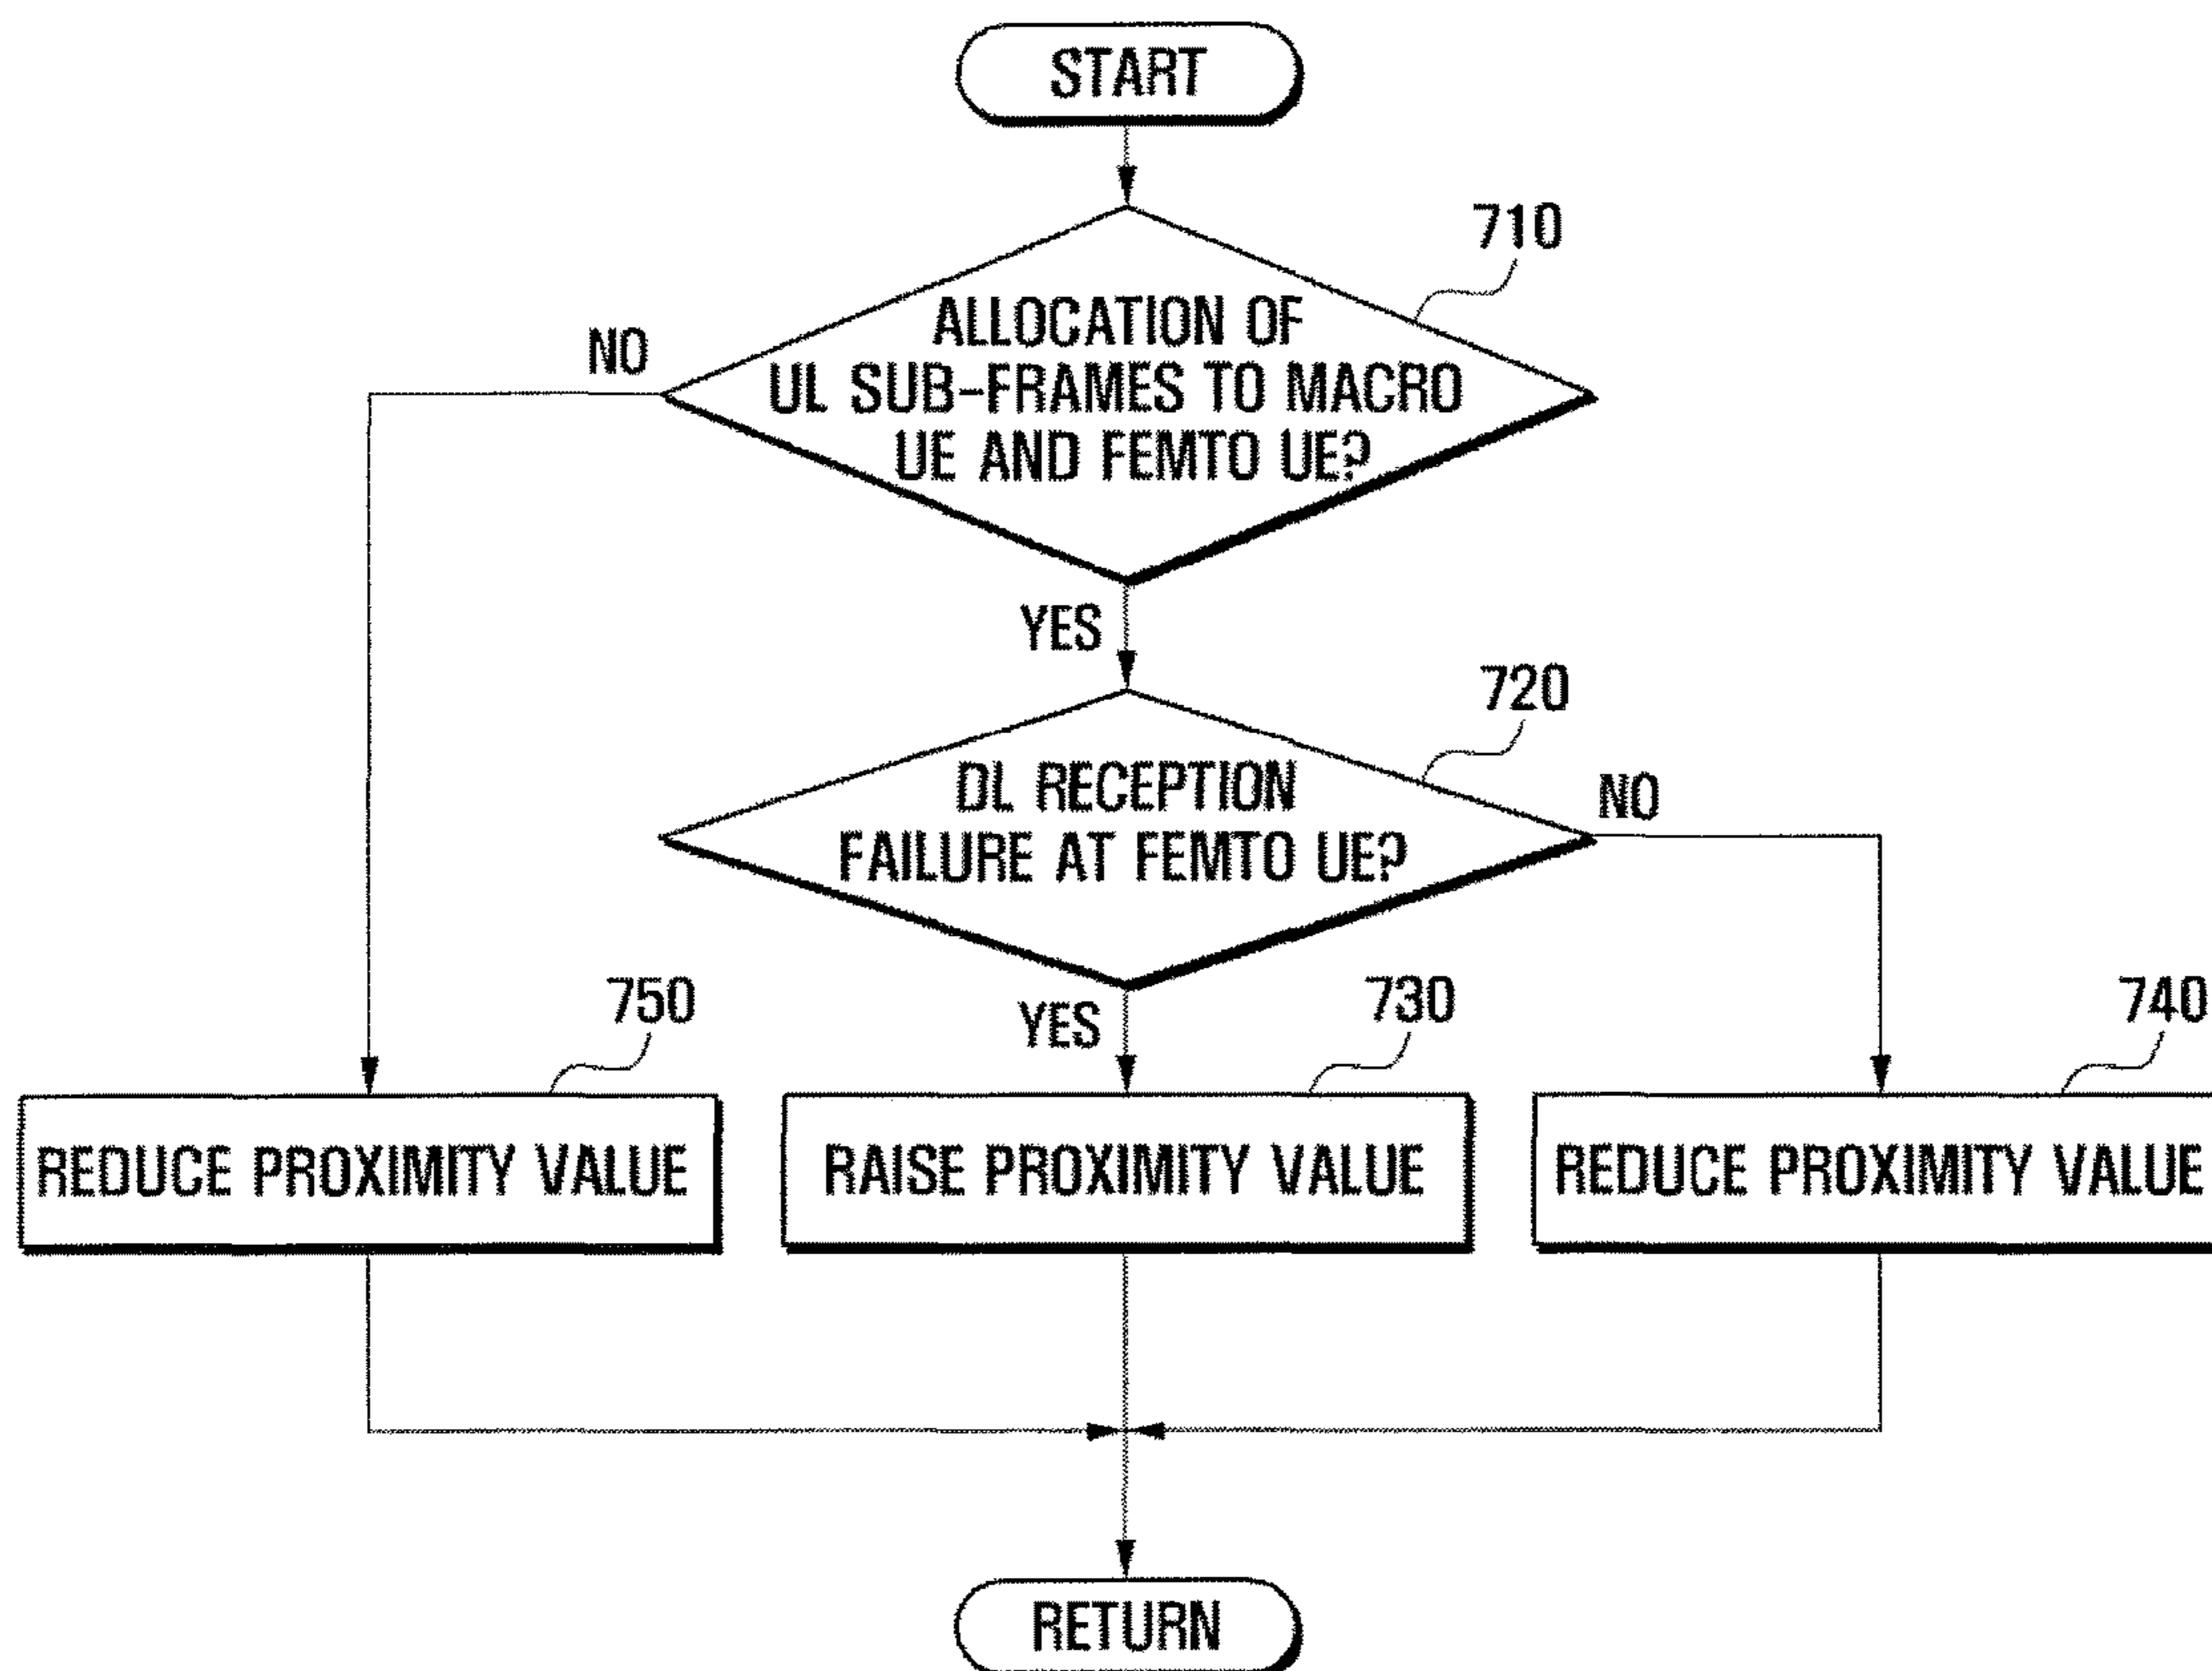 START
710
ALLOCATION OF
UL SUB-FRAMES TO MACRO
UE AND FEMTO UE?
NO
YES
720
DL RECEPTION
FAILURE AT FEMTO UE?
NO
YES
750
730
740
REDUCE PROXIMITY VALUE
RAISE PROXIMITY VALUE
REDUCE PROXIMITY VALUE
RETURN